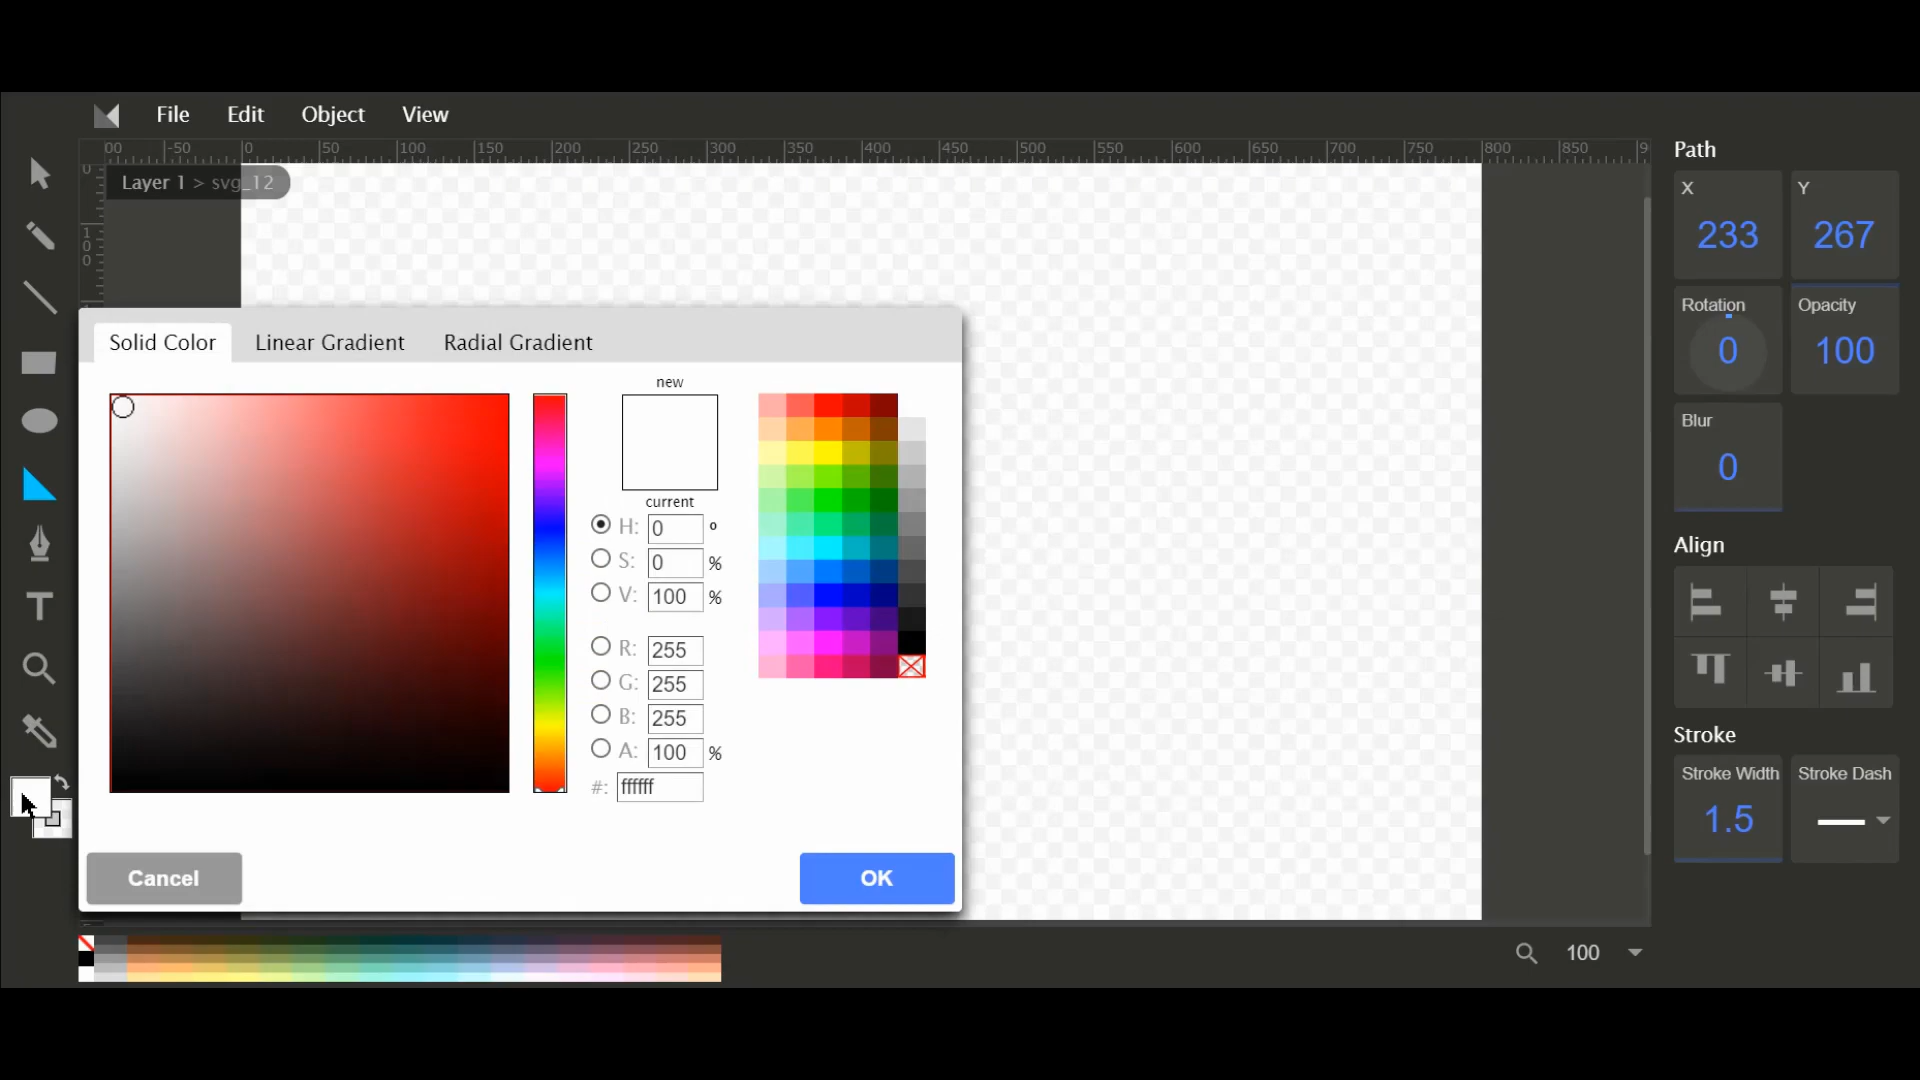 File Edit Object View
00 -50 0 50 100 150 200 250 300 350 400 450 500 550 600 650 700 750 800 850 9
0
100
Layer 1 > svg_12
Solid Color Linear Gradient Radial Gradient
new
current
H: 0 º
S: 0 %
V: 100 %
R: 255
G: 255
B: 255
A: 100 %
#: ffffff
Cancel OK
100
Path
X Y
233 267
Rotation Opacity
0 100
Blur
0
Align
Stroke
Stroke Width Stroke Dash
1.5
T